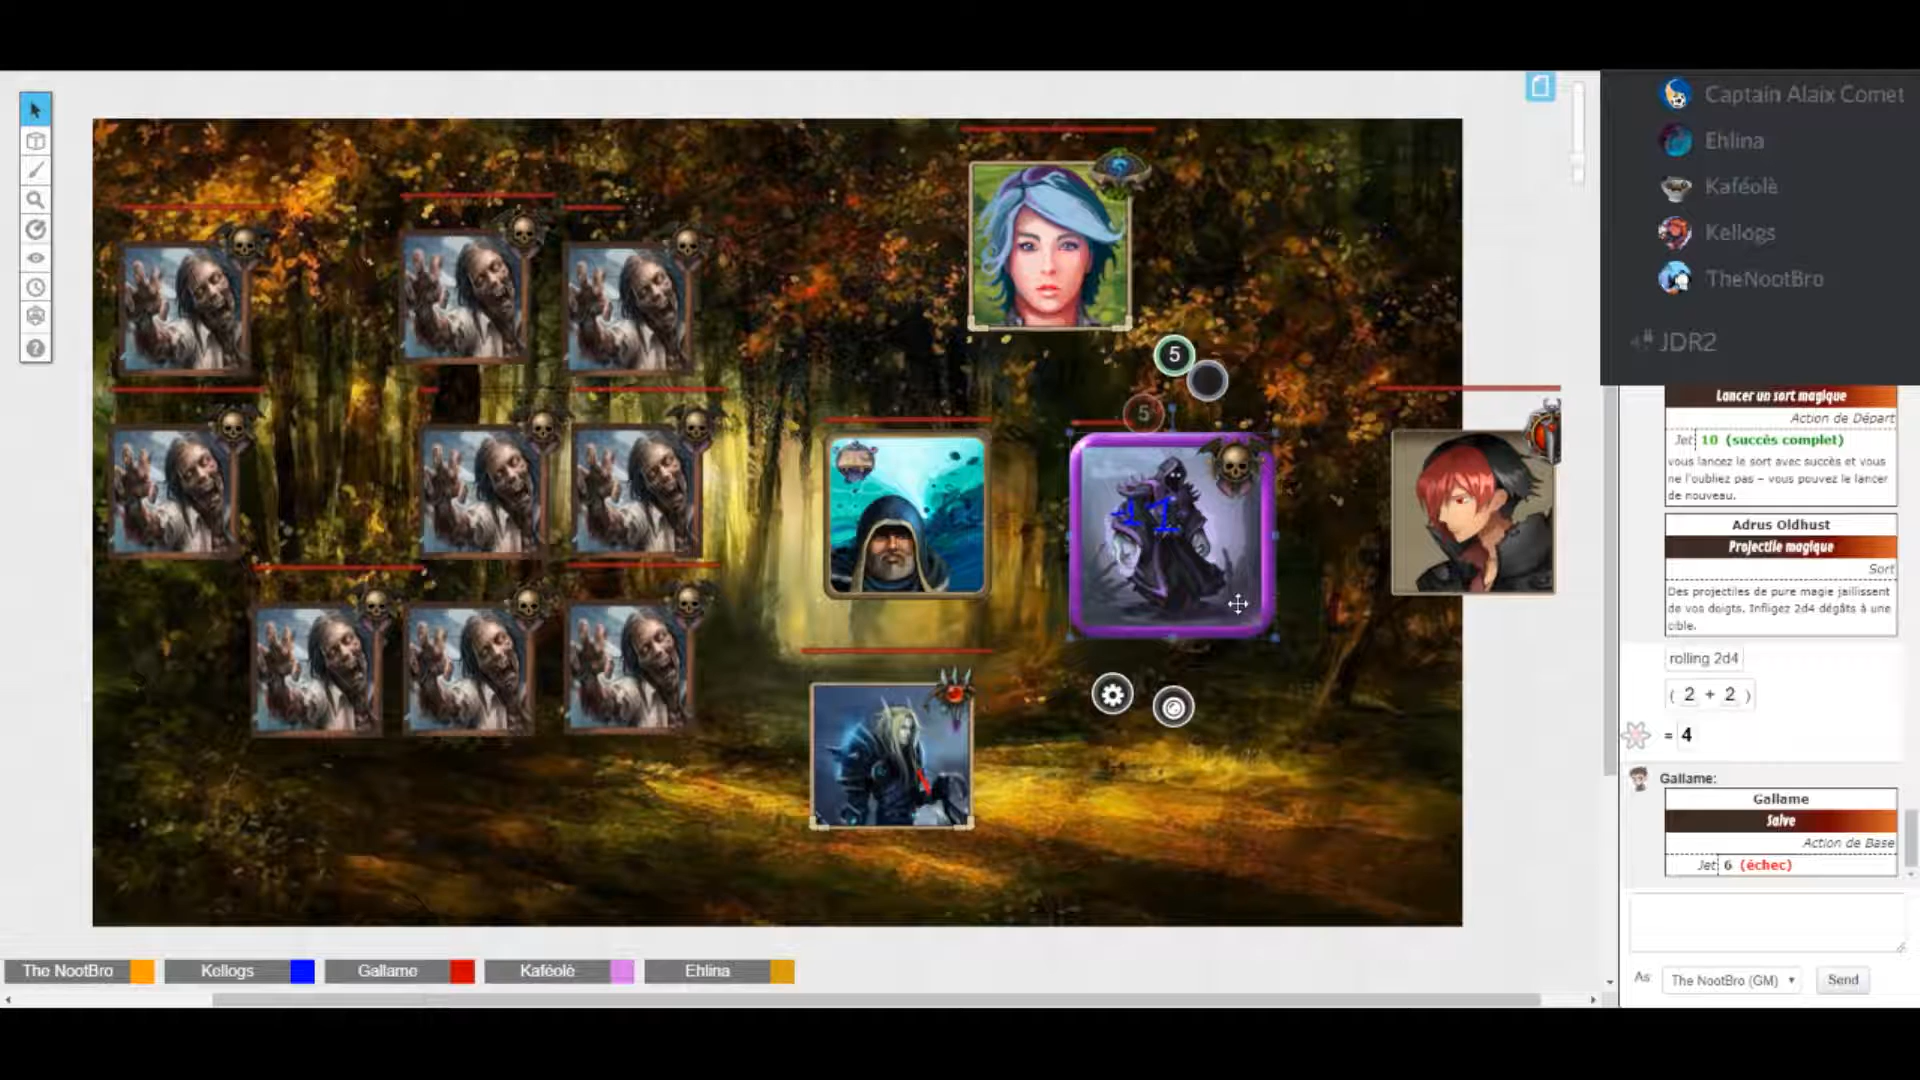 Captain Alaix Comet
Ehlina
Kaféolè
Kellogs
TheNootBro
JDR2
5
5
11
Lancer un sort magique
Action de Départ
Jet 10 (succès complet)
vous lancez le sort avec succès et vous
ne l'oubliez pas – vous pouvez le lancer
de nouveau.
Adrus Oldhust
Projectile magique
Sort
Des projectiles de pure magie jaillissent
de vos doigts. Infligez 2d4 dégâts à une
cible.
rolling 2d4
( 2 + 2 )
= 4
Gallame:
Gallame
Salve
Action de Base
Jet 6 (échec)
The NootBro
Kellogs
Gallame
Kaféolè
Ehlina
As
The NootBro (GM)
Send